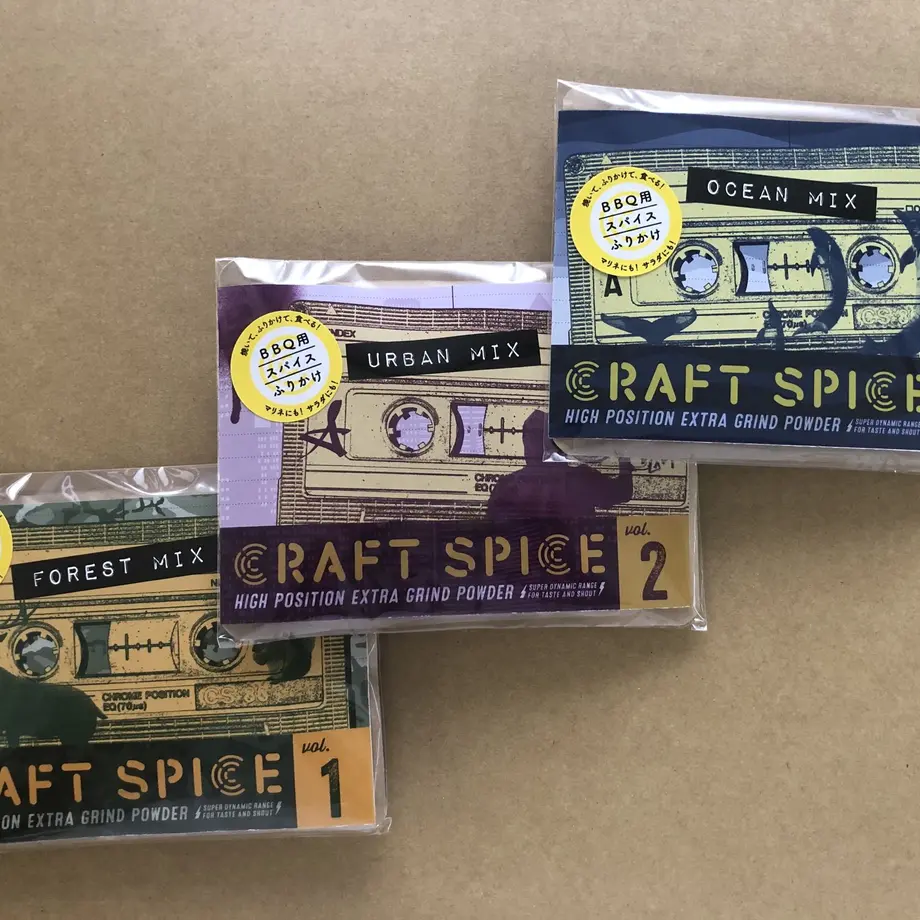 OCEAN MIX
焼いて、ふりかけて、食べる!
BBQ用
スパイス
ふりかけ
マリネにも! サラダにも!
A
CRAFT SPICE
HIGH POSITION EXTRA GRIND POWDER
SUPER DYNAMIC RANGE
FOR TASTE AND SHOUT
URBAN MIX
焼いて、ふりかけて、食べる!
BBQ用
スパイス
ふりかけ
マリネにも! サラダにも!
INDEX
A
CRAFT SPICE
HIGH POSITION EXTRA GRIND POWDER
SUPER DYNAMIC RANGE
FOR TASTE AND SHOUT
vol.
2
FOREST MIX
CHROME POSITION
EQ(70μs)
AFT SPICE
ON EXTRA GRIND POWDER
SUPER DYNAMIC RANGE
FOR TASTE AND SHOUT
vol.
1